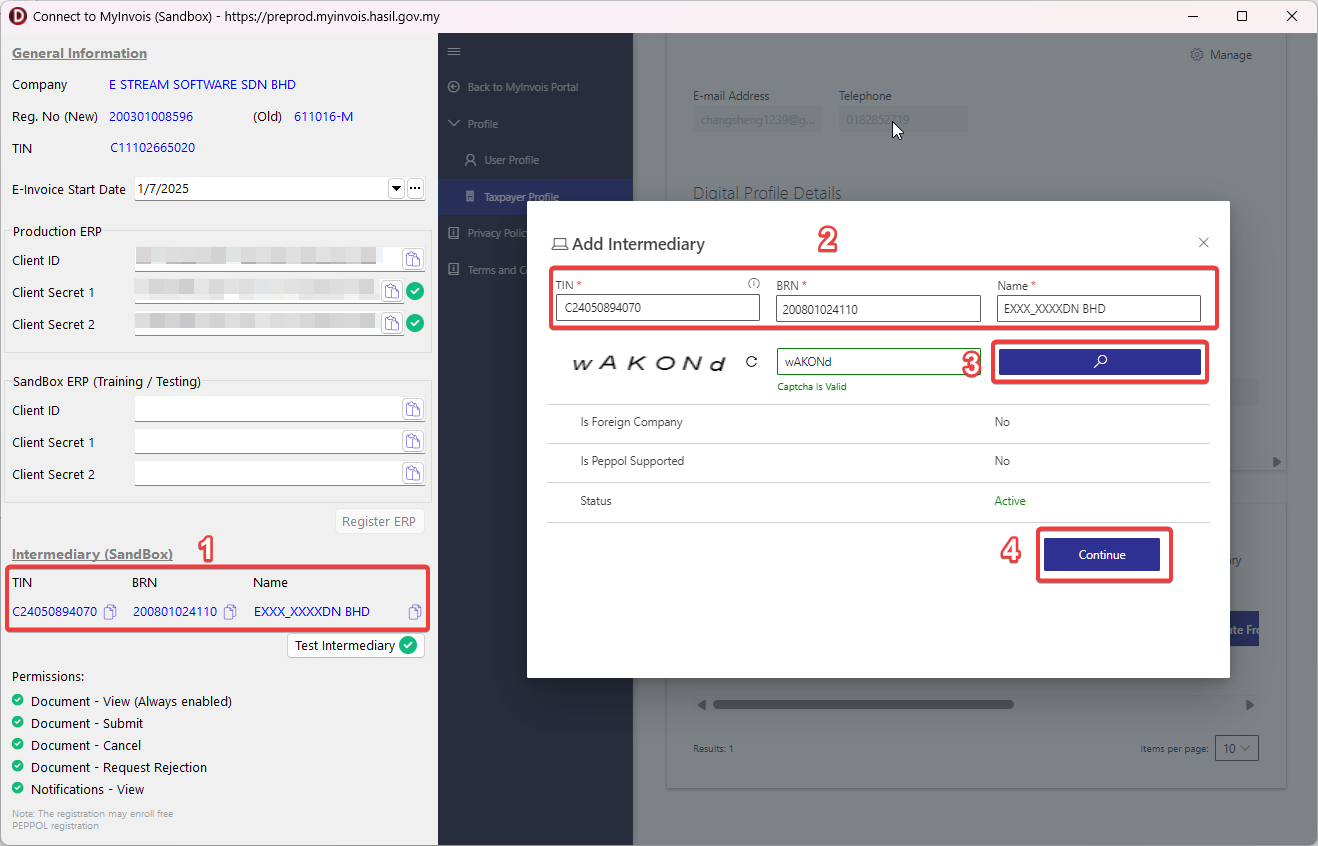 Connect to MyInvois (Sandbox) - https://preprod.myinvois.hasil.gov.my
General Information
Company E STREAM SOFTWARE SDN BHD
Reg. No (New) 200301008596 (Old) 611016-M
TIN C11102665020
E-Invoice Start Date 1/7/2025
Production ERP
Client ID
Client Secret 1
Client Secret 2
SandBox ERP (Training / Testing)
Client ID
Client Secret 1
Client Secret 2
Register ERP
Intermediary (SandBox) 1
TIN BRN Name
C24050894070 200801024110 EXXX_XXXXDN BHD
Test Intermediary
Permissions:
Document - View (Always enabled)
Document - Submit
Document - Cancel
Document - Request Rejection
Notifications - View
Note: The registration may enroll free
PEPPOL registration
Back to MyInvois Portal
Profile
User Profile
Taxpayer Profile
Privacy Policy
Terms and C
Manage
E-mail Address Telephone
changsheng1239@g... 0182852719
Digital Profile Details
Add Intermediary 2
TIN * BRN * Name *
C24050894070 200801024110 EXXX_XXXXDN BHD
wAKONd wAKONd 3
Captcha Is Valid
Is Foreign Company No
Is Peppol Supported No
Status Active
4 Continue
ry
ate Fro
Results: 1 Items per page: 10